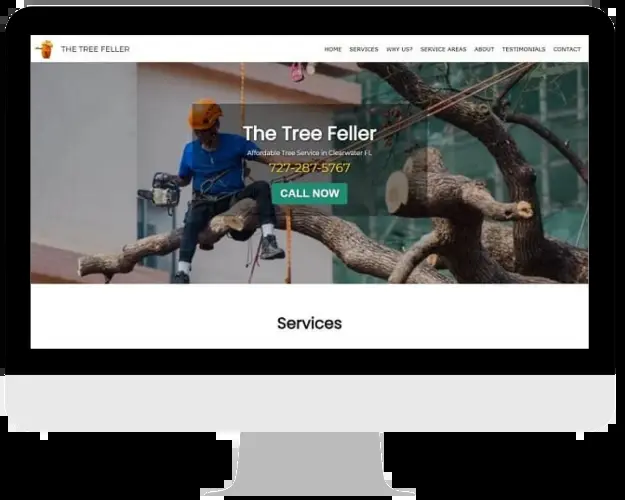 THE TREE FELLER
HOME SERVICES WHY US? SERVICE AREAS ABOUT TESTIMONIALS CONTACT
The Tree Feller
Affordable Tree Service in Clearwater FL
727-287-5767
CALL NOW
Services